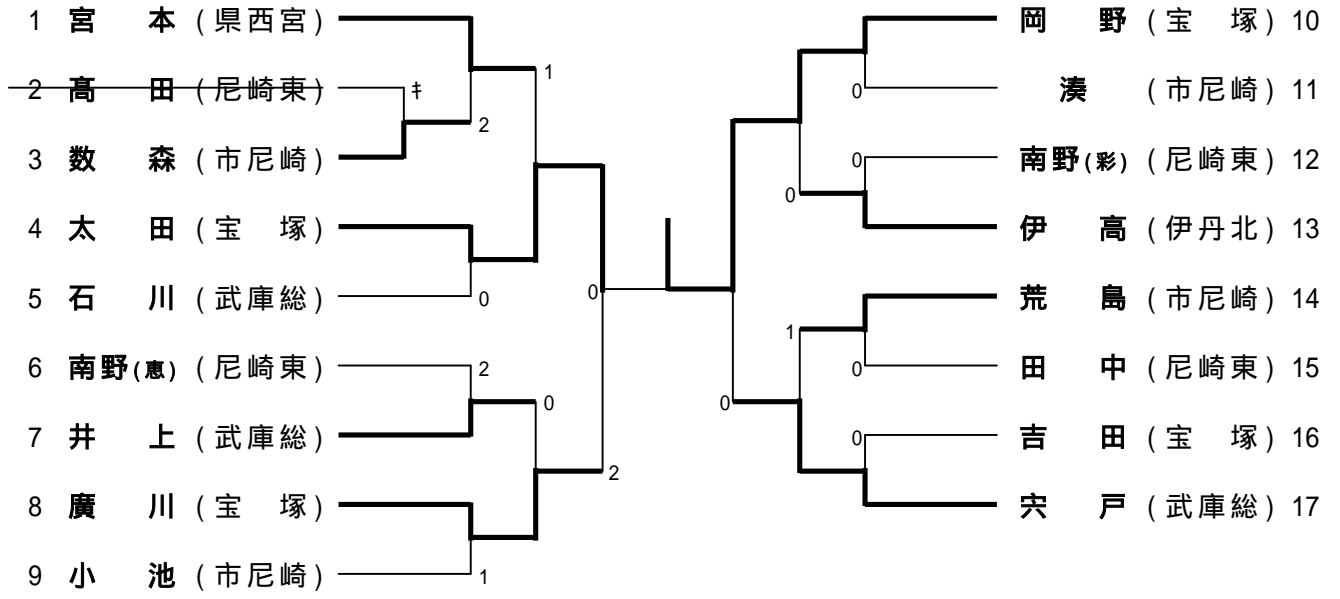 1 宮 本 (県西宮)
2 髙 田 (尼崎東)
3 数 森 (市尼崎)
4 太 田 (宝 塚)
5 石 川 (武庫総)
6 南野(恵) (尼崎東)
7 井 上 (武庫総)
8 廣 川 (宝 塚)
9 小 池 (市尼崎)
キ
2
1
0
2
1
0
0
2
岡 野 (宝 塚) 10
湊 (市尼崎) 11
南野(彩) (尼崎東) 12
伊 高 (伊丹北) 13
荒 島 (市尼崎) 14
田 中 (尼崎東) 15
吉 田 (宝 塚) 16
宍 戸 (武庫総) 17
0
0
0
0
1
0
0